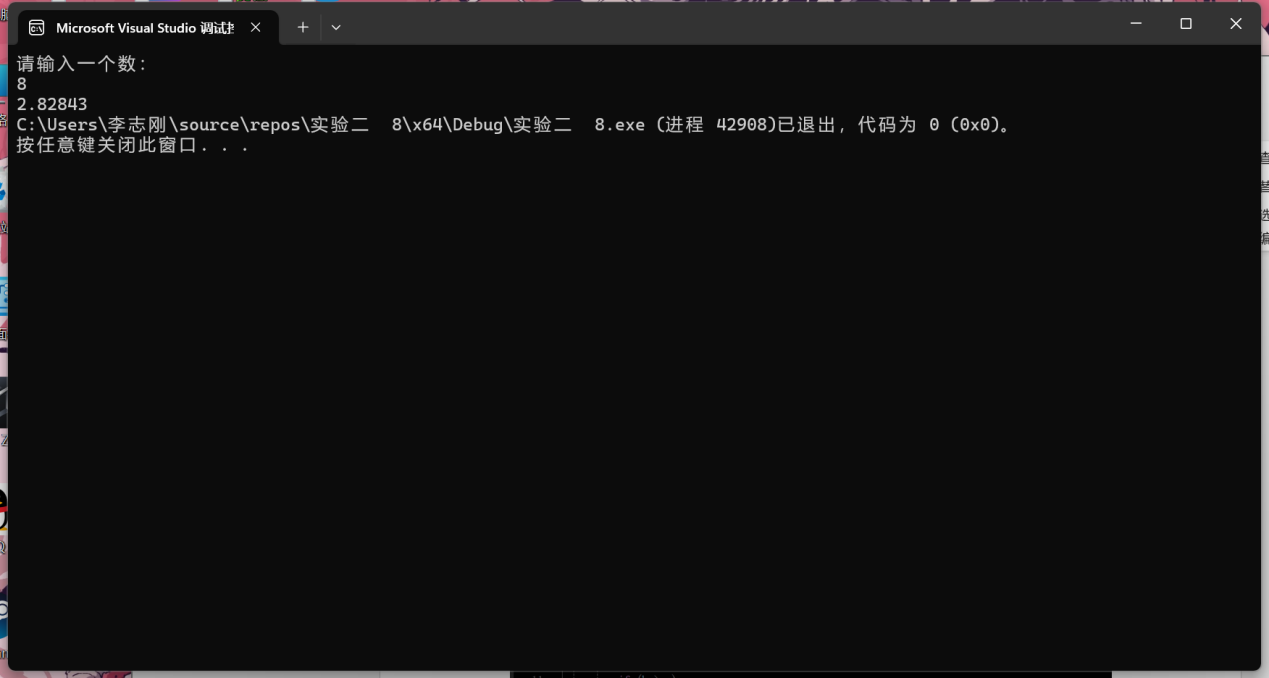 Microsoft Visual Studio 调试
请输入一个数：
8
2.82843
C:\Users\李志刚\source\repos\实验二  8\x64\Debug\实验二  8.exe (进程 42908)已退出，代码为 0 (0x0)。
按任意键关闭此窗口. . .